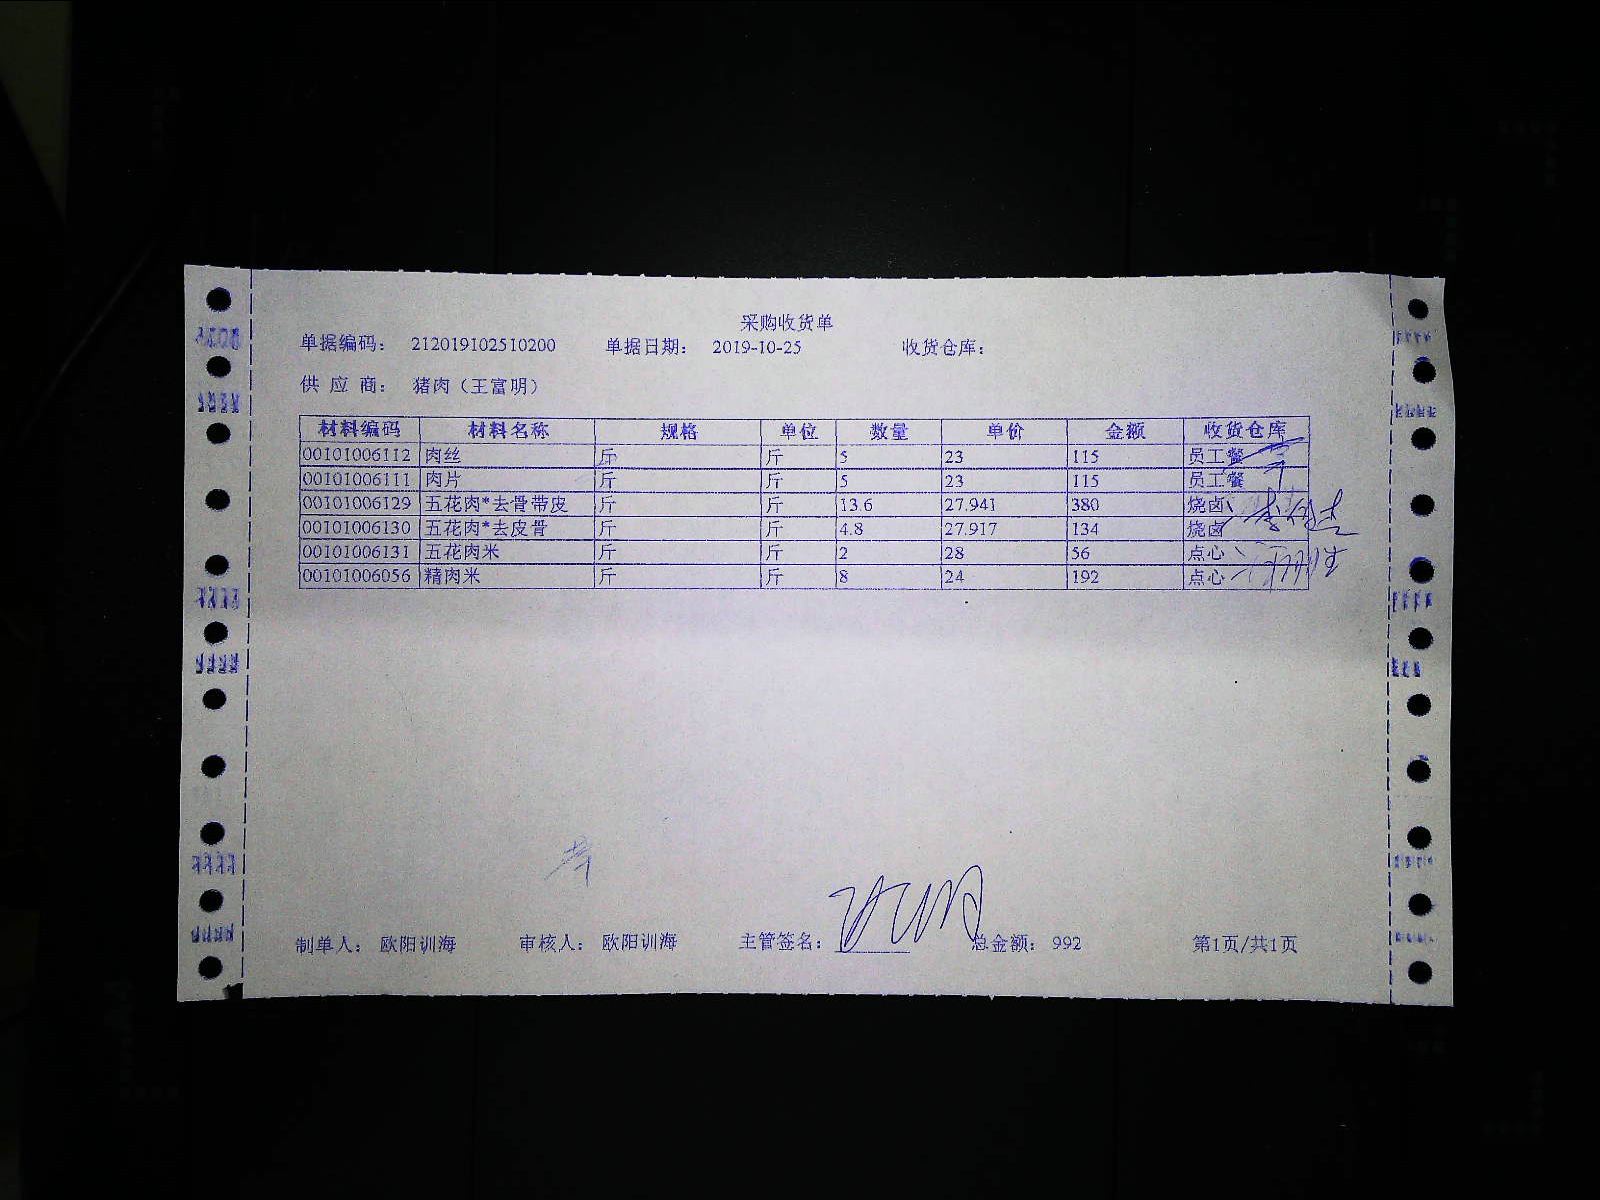 采购收货单
单据编码： 212019102510200 单据日期： 2019-10-25 收货仓库：
供 应 商： 猪肉（王富明）
材料编码 材料名称 规格 单位 数量 单价 金额 收货仓库
00101006112 肉丝 斤 斤 5 23 115 员工餐
00101006111 肉片 斤 斤 5 23 115 员工餐
00101006129 五花肉*去骨带皮 斤 斤 13.6 27.941 380 烧卤
00101006130 五花肉*去皮骨 斤 斤 4.8 27.917 134 烧卤
00101006131 五花肉米 斤 斤 2 28 56 点心
00101006056 精肉米 斤 斤 8 24 192 点心
制单人： 欧阳训海 审核人： 欧阳训海 主管签名： 总金额： 992 第1页/共1页